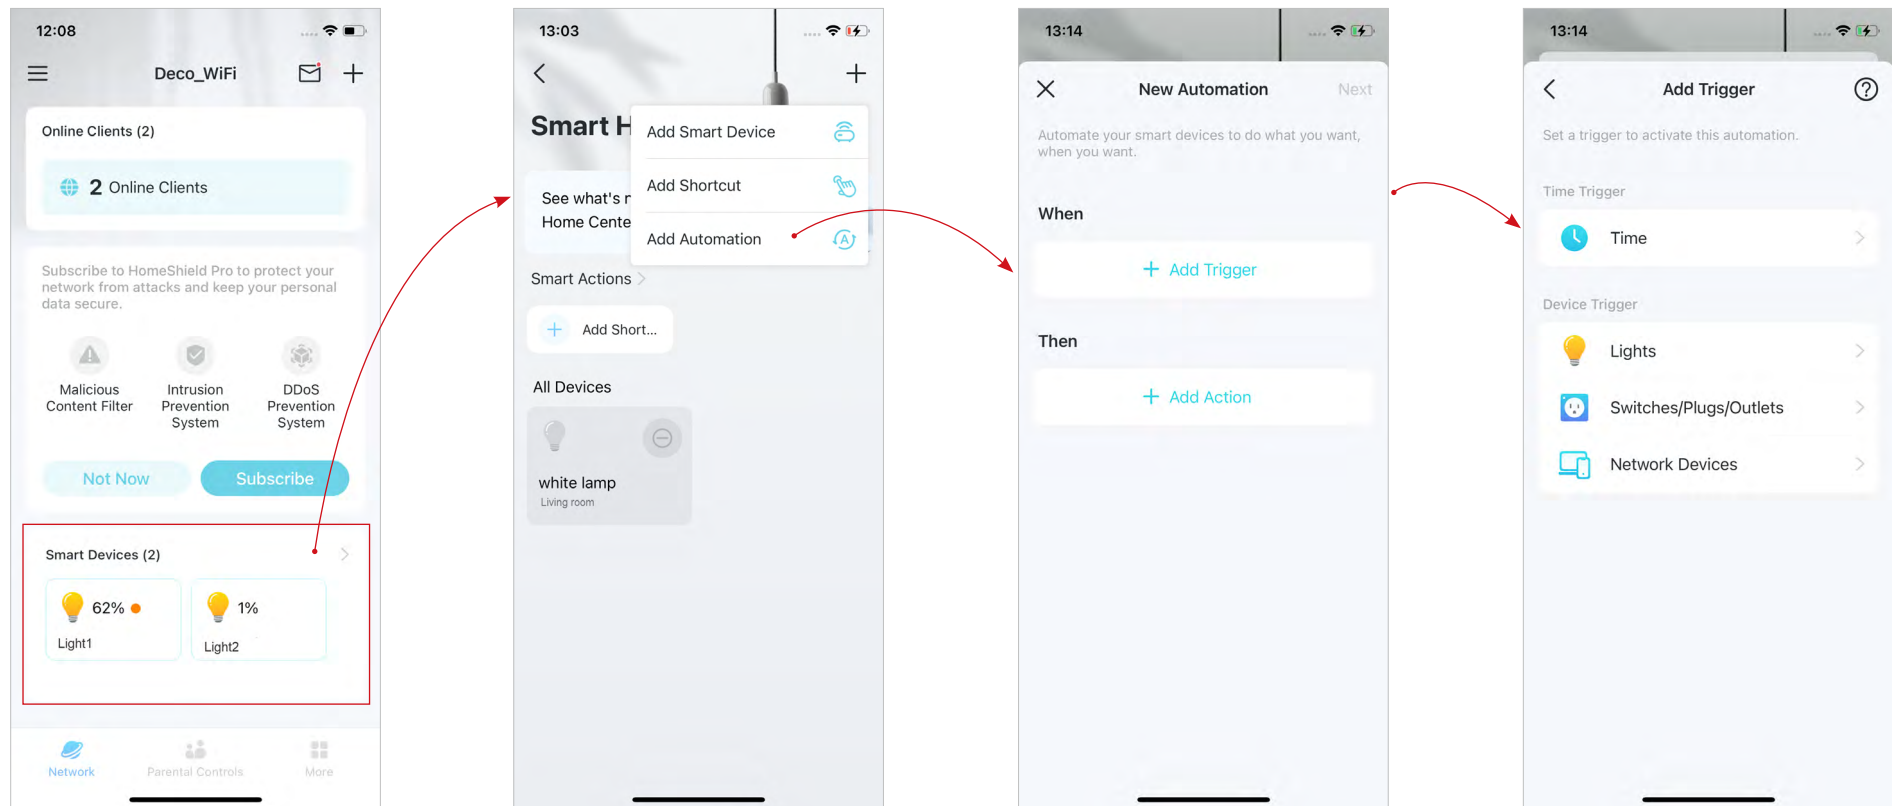 12:08
Deco_WiFi
Online Clients (2)
2 Online Clients
Subscribe to HomeShield Pro to protect your
network from attacks and keep your personal
data secure.
Malicious
Content Filter
Intrusion
Prevention
System
DDoS
Prevention
System
Not Now
Subscribe
Smart Devices (2)
62%
Light1
1%
Light2
Network
Parental Controls
More
13:03
Smart H
Add Smart Device
Add Shortcut
Add Automation
See what's n
Home Cente
Smart Actions
Add Short...
All Devices
white lamp
Living room
13:14
New Automation
Next
Automate your smart devices to do what you want,
when you want.
When
+ Add Trigger
Then
+ Add Action
13:14
Add Trigger
Set a trigger to activate this automation.
Time Trigger
Time
Device Trigger
Lights
Switches/Plugs/Outlets
Network Devices